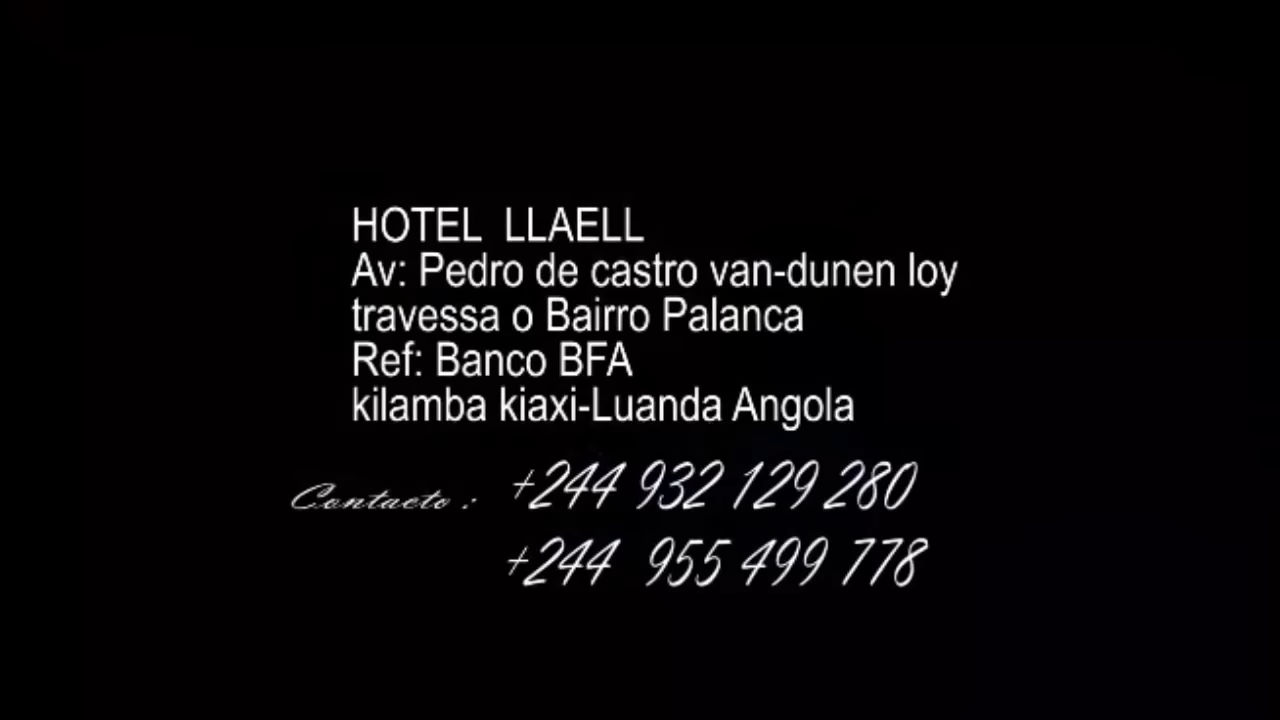 HOTEL LLAELL
Av: Pedro de castro van-dunen loy
travessa o Bairro Palanca
Ref: Banco BFA
kilamba kiaxi-Luanda Angola
Contacto : +244 932 129 280
+244 955 499 778